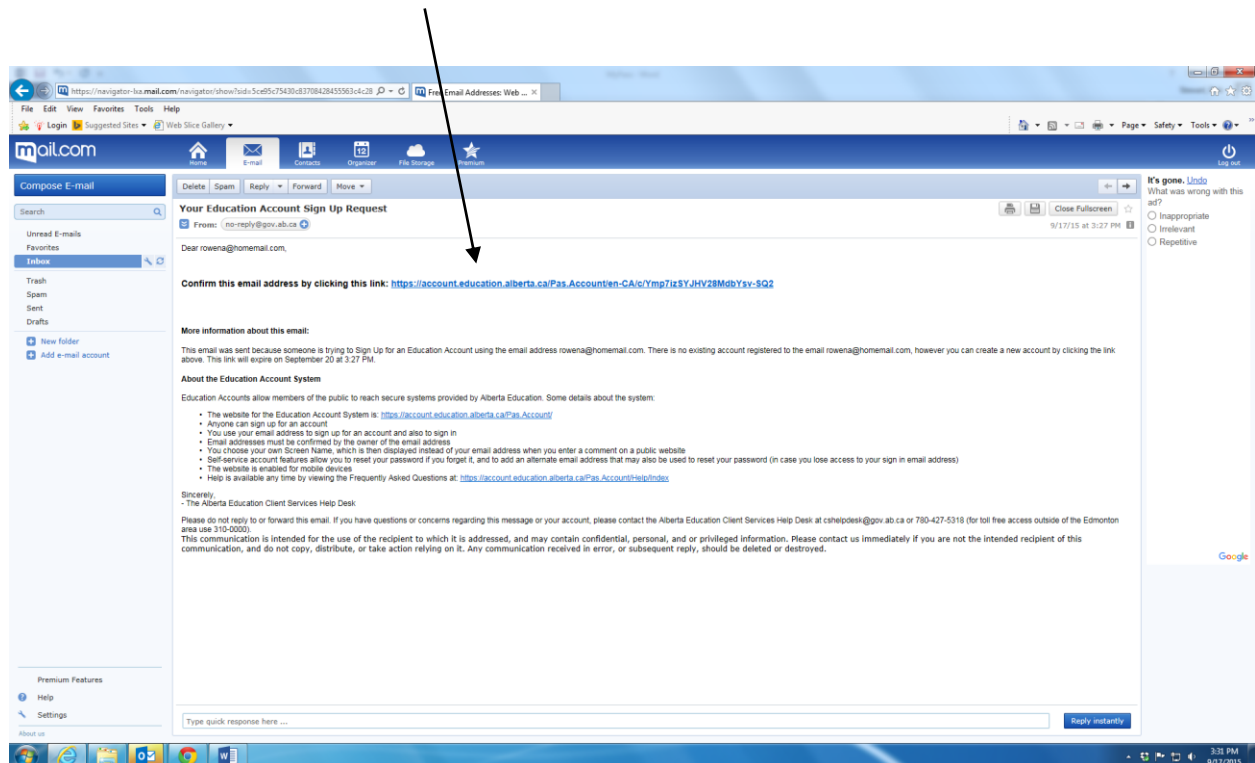 https://navigator-lxa.mail.com/navigator/show?sid=5ce95c75430c83708428455563c4c28
Free Email Addresses: Web ...
File Edit View Favorites Tools Help
Login Suggested Sites Web Slice Gallery
Page Safety Tools
mail.com
Home E-mail Contacts Organizer File Storage Premium
12
Log out
Compose E-mail
Delete Spam Reply Forward Move
It's gone. Undo
What was wrong with this
ad?
Inappropriate
Irrelevant
Repetitive
Search
Unread E-mails
Favorites
Inbox
Trash
Spam
Sent
Drafts
New folder
Add e-mail account
Your Education Account Sign Up Request
Close Fullscreen
From: no-reply@gov.ab.ca
9/17/15 at 3:27 PM
Dear rowena@homemail.com,
Confirm this email address by clicking this link: https://account.education.alberta.ca/Pas.Account/en-CA/c/Ymp7izSYJHV28MdbYsv-SQ2
More information about this email:
This email was sent because someone is trying to Sign Up for an Education Account using the email address rowena@homemail.com. There is no existing account registered to the email rowena@homemail.com, however you can create a new account by clicking the link
above. This link will expire on September 20 at 3:27 PM.
About the Education Account System
Education Accounts allow members of the public to reach secure systems provided by Alberta Education. Some details about the system:
• The website for the Education Account System is: https://account.education.alberta.ca/Pas.Account/
• Anyone can sign up for an account
• You use your email address to sign up for an account and also to sign in
• Email addresses must be confirmed by the owner of the email address
• You choose your own Screen Name, which is then displayed instead of your email address when you enter a comment on a public website
• Self-service account features allow you to reset your password if you forget it, and to add an alternate email address that may also be used to reset your password (in case you lose access to your sign in email address)
• The website is enabled for mobile devices
• Help is available any time by viewing the Frequently Asked Questions at: https://account.education.alberta.ca/Pas.Account/Help/Index
Sincerely,
- The Alberta Education Client Services Help Desk
Please do not reply to or forward this email. If you have questions or concerns regarding this message or your account, please contact the Alberta Education Client Services Help Desk at cshelpdesk@gov.ab.ca or 780-427-5318 (for toll free access outside of the Edmonton
area use 310-0000).
This communication is intended for the use of the recipient to which it is addressed, and may contain confidential, personal, and or privileged information. Please contact us immediately if you are not the intended recipient of this
communication, and do not copy, distribute, or take action relying on it. Any communication received in error, or subsequent reply, should be deleted or destroyed.
Google
Premium Features
Help
Settings
About us
Type quick response here ...
Reply instantly
3:31 PM
9/17/2015